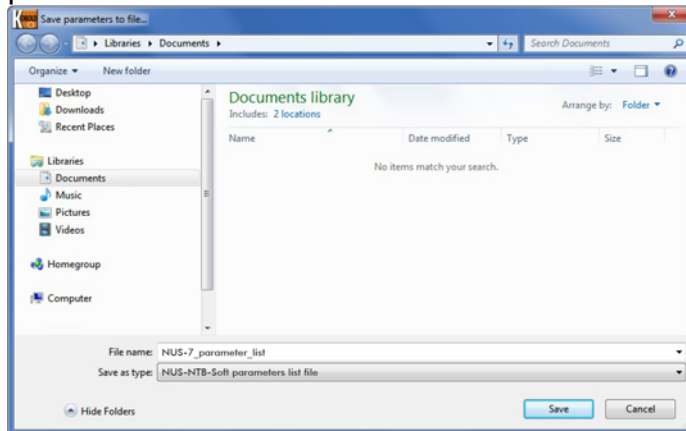 KOBOLD Save parameters to file...
Libraries Documents Search Documents
Organize New folder
Desktop
Downloads
Recent Places
Libraries
Documents
Music
Pictures
Videos
Homegroup
Computer
Documents library
Includes: 2 locations
Arrange by: Folder
Name Date modified Type Size
No items match your search.
File name: NUS-7_parameter_list
Save as type: NUS-NTB-Soft parameters list file
Hide Folders Save Cancel